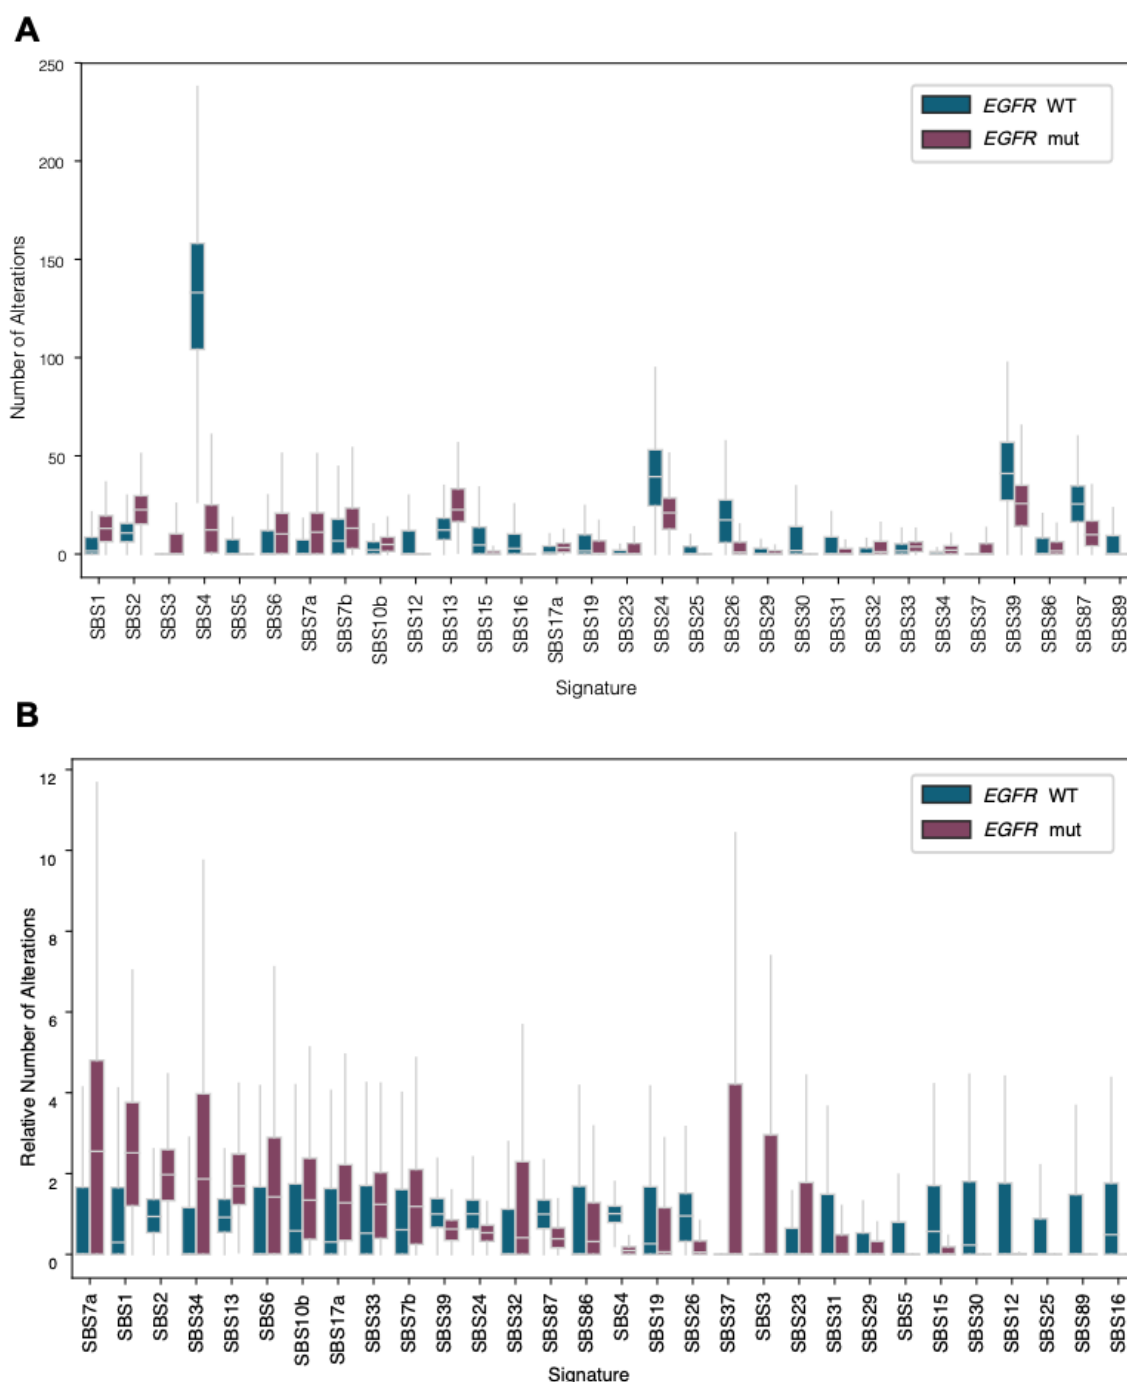 A
250
200
150
100
50
0
Number of Alterations
EGFR WT
EGFR mut
SBS1 SBS2 SBS3 SBS4 SBS5 SBS6 SBS7a SBS7b SBS10b SBS12 SBS13 SBS15 SBS16 SBS17a SBS19 SBS23 SBS24 SBS25 SBS26 SBS29 SBS30 SBS31 SBS32 SBS33 SBS34 SBS37 SBS39 SBS86 SBS87 SBS89
Signature
B
12
10
8
6
4
2
0
Relative Number of Alterations
EGFR WT
EGFR mut
SBS7a SBS1 SBS2 SBS34 SBS13 SBS6 SBS10b SBS17a SBS33 SBS7b SBS39 SBS24 SBS32 SBS87 SBS86 SBS4 SBS19 SBS26 SBS37 SBS3 SBS23 SBS31 SBS29 SBS5 SBS15 SBS30 SBS12 SBS25 SBS89 SBS16
Signature